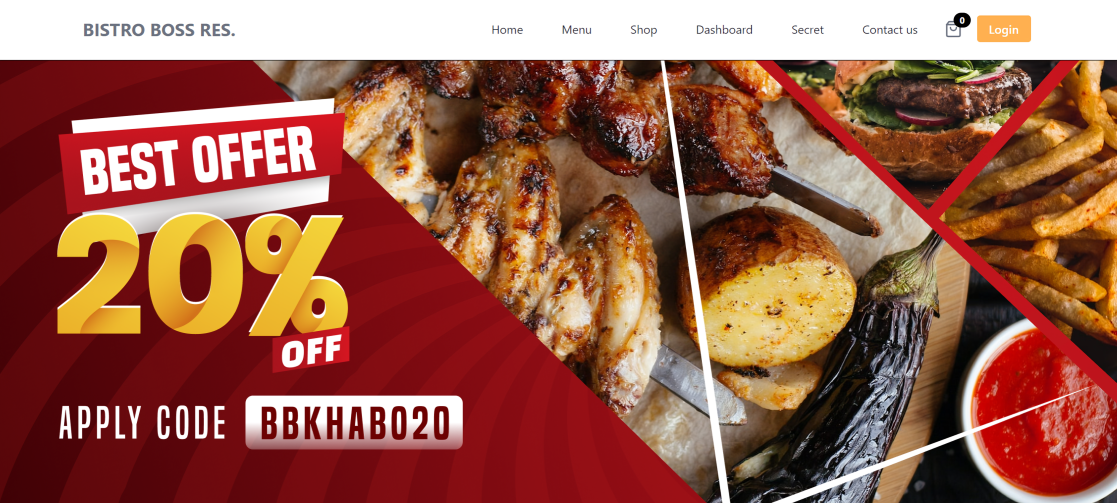 BISTRO BOSS RES.
Home Menu Shop Dashboard Secret Contact us 0 Login
BEST OFFER
20%
OFF
APPLY CODE BBKHABO20